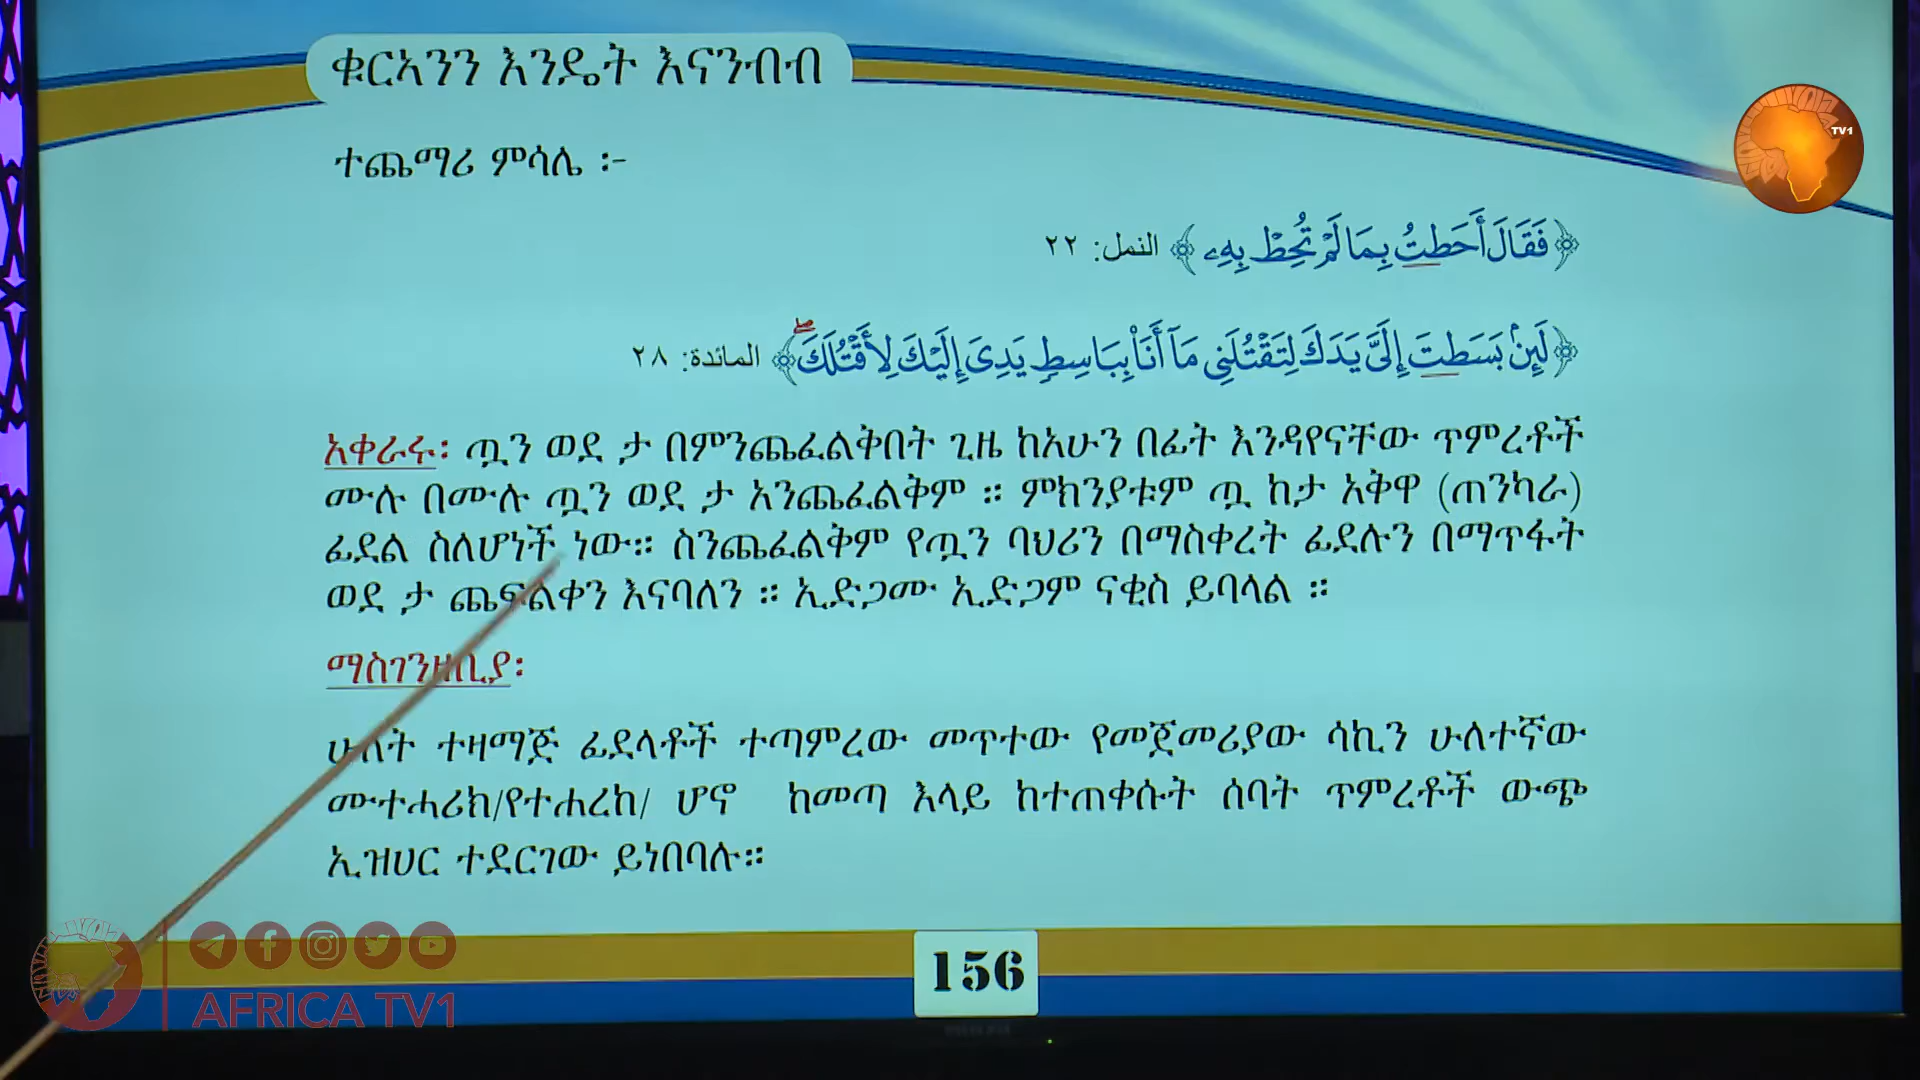 ቁርኣንን እንዴት እናንብብ
TV1
ተጨማሪ ምሳሌ ፡-
﴿فَقَالَ أَحَطتُ بِمَا لَمْ تُحِطْ بِهِۦ﴾ النمل: ٢٢
﴿لَئِنۢ بَسَطتَ إِلَيَّ يَدَكَ لِتَقْتُلَنِى مَآ أَنَا۠ بِبَاسِطٍ يَدِىَ إِلَيْكَ لِأَقْتُلَكَ ۖ﴾ المائدة: ٢٨
አቀራሩ፡ ጧን ወደ ታ በምንጨፈልቅበት ጊዜ ከአሁን በፊት እንዳየናቸው ጥምረቶች
ሙሉ በሙሉ ጧን ወደ ታ አንጨፈልቅም ። ምክንያቱም ጧ ከታ አቅዋ (ጠንካራ)
ፊደል ስለሆነች ነው። ስንጨፈልቅም የጧን ባህሪን በማስቀረት ፊደሉን በማጥፋት
ወደ ታ ጨፍልቀን እናባለን ። ኢድጋሙ ኢድጋም ናቂስ ይባላል ።
ማስገንዘቢያ፡
ሁለት ተዛማጅ ፊደላቶች ተጣምረው መጥተው የመጀመሪያው ሳኪን ሁለተኛው
ሙተሓሪክ/የተሐረከ/ ሆኖ ከመጣ እላይ ከተጠቀሱት ሰባት ጥምረቶች ውጭ
ኢዝሀር ተደርገው ይነበባሉ።
156
AFRICA TV1